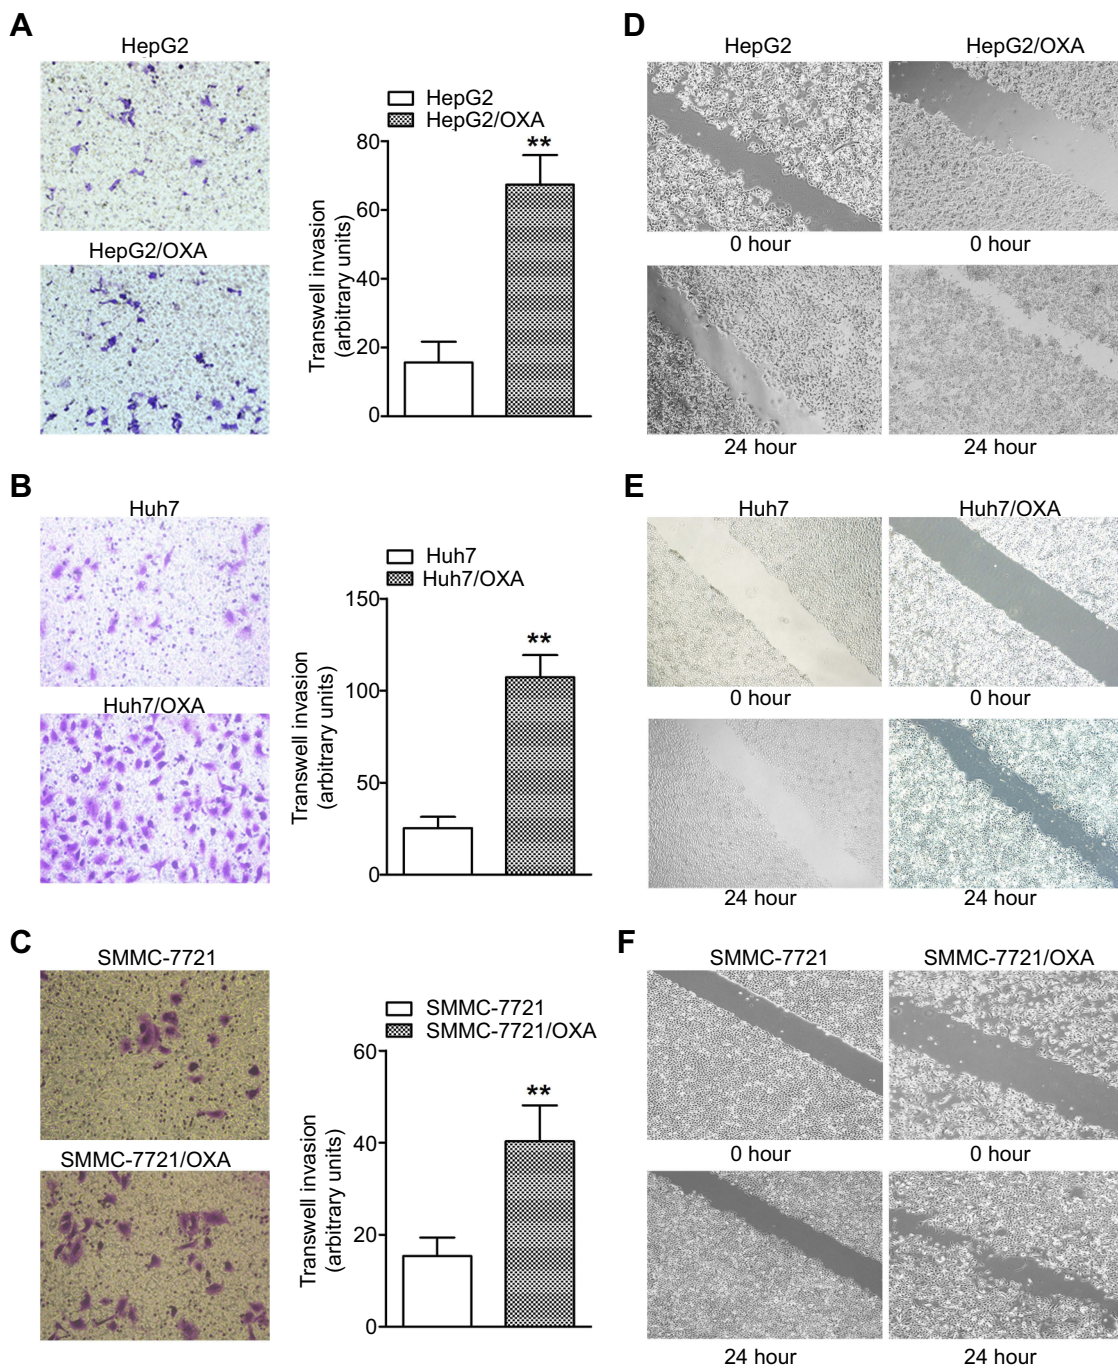 A
HepG2
HepG2/OXA
HepG2
HepG2/OXA
**
80
60
40
20
0
Transwell invasion
(arbitrary units)
D
HepG2
HepG2/OXA
0 hour
0 hour
24 hour
24 hour
B
Huh7
Huh7/OXA
Huh7
Huh7/OXA
**
150
100
50
0
Transwell invasion
(arbitrary units)
E
Huh7
Huh7/OXA
0 hour
0 hour
24 hour
24 hour
C
SMMC-7721
SMMC-7721/OXA
SMMC-7721
SMMC-7721/OXA
**
60
40
20
0
Transwell invasion
(arbitrary units)
F
SMMC-7721
SMMC-7721/OXA
0 hour
0 hour
24 hour
24 hour